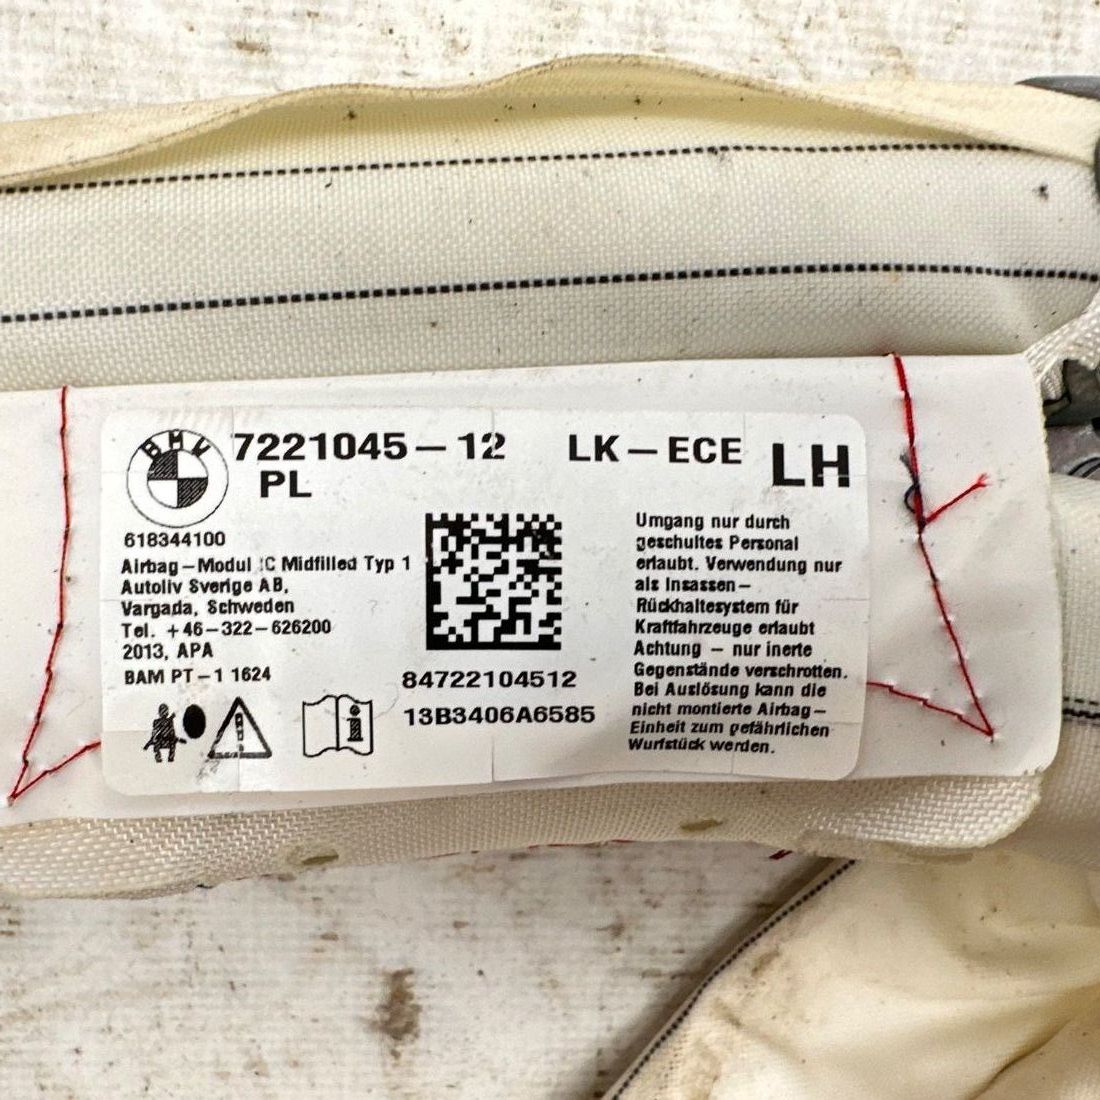 BMW
7221045-12 LK-ECE LH
PL
618344100
Airbag-Modul :C Midfilled Typ 1
Autoliv Sverige AB,
Vargada, Schweden
Tel. +46-322-626200
2013, APA
BAM PT-1 1624
84722104512
13B3406A6585
Umgang nur durch
geschultes Personal
erlaubt. Verwendung nur
als Insassen-
Rückhaltesystem für
Kraftfahrzeuge erlaubt
Achtung - nur inerte
Gegenstände verschrotten.
Bei Auslösung kann die
nicht montierte Airbag-
Einheit zum gefährlichen
Wurfstück werden.